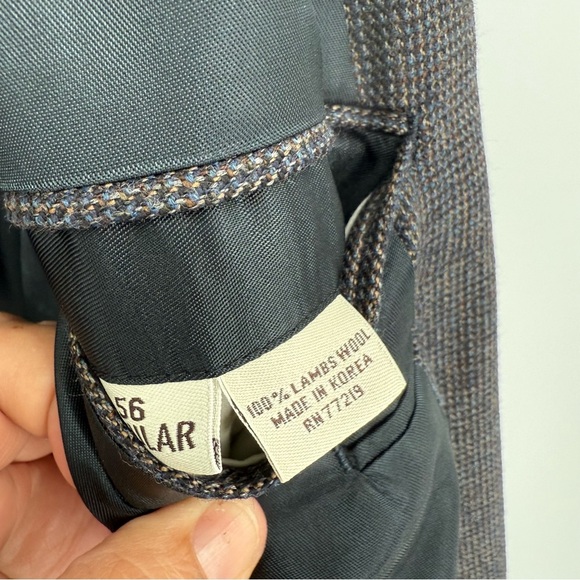 56
ULAR
100% LAMBS WOOL
MADE IN KOREA
RN 77219